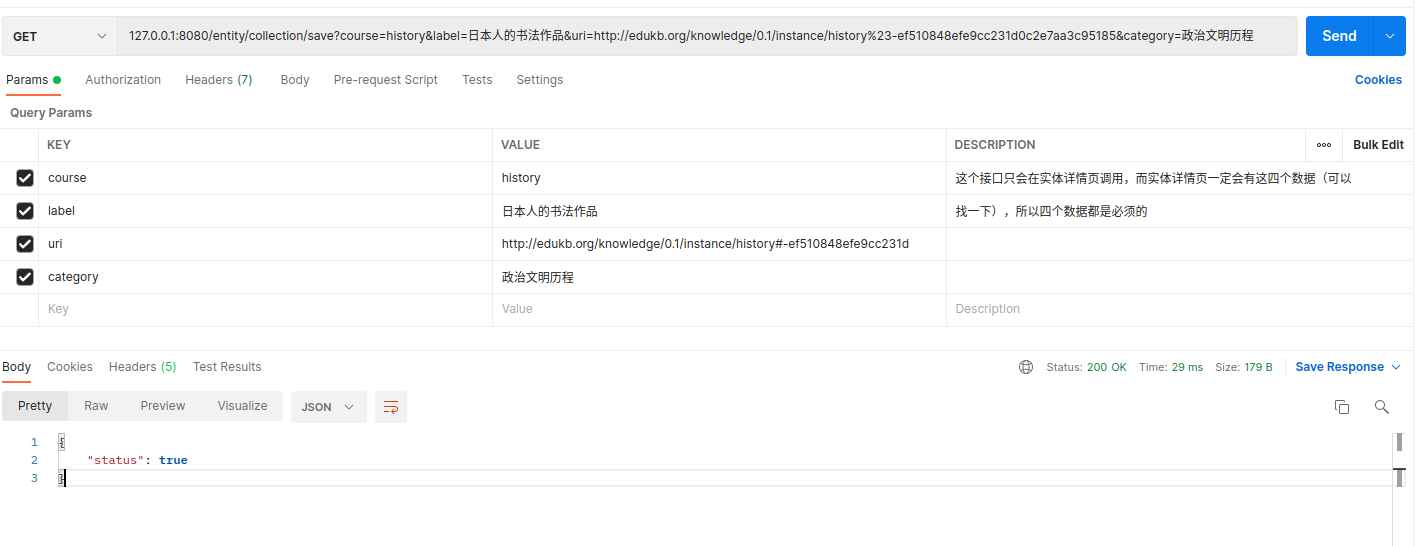 GET 127.0.0.1:8080/entity/collection/save?course=history&label=日本人的书法作品&uri=http://edukb.org/knowledge/0.1/instance/history%23-ef510848efe9cc231d0c2e7aa3c95185&category=政治文明历程 Send
Params Authorization Headers (7) Body Pre-request Script Tests Settings Cookies
Query Params
KEY VALUE DESCRIPTION ooo Bulk Edit
course history 这个接口只会在实体详情页调用，而实体详情页一定会有这四个数据（可以
label 日本人的书法作品 找一下），所以四个数据都是必须的
uri http://edukb.org/knowledge/0.1/instance/history#-ef510848efe9cc231d
category 政治文明历程
Key Value Description
Body Cookies Headers (5) Test Results Status: 200 OK Time: 29 ms Size: 179 B Save Response
Pretty Raw Preview Visualize JSON
1 {
2 "status": true
3 }